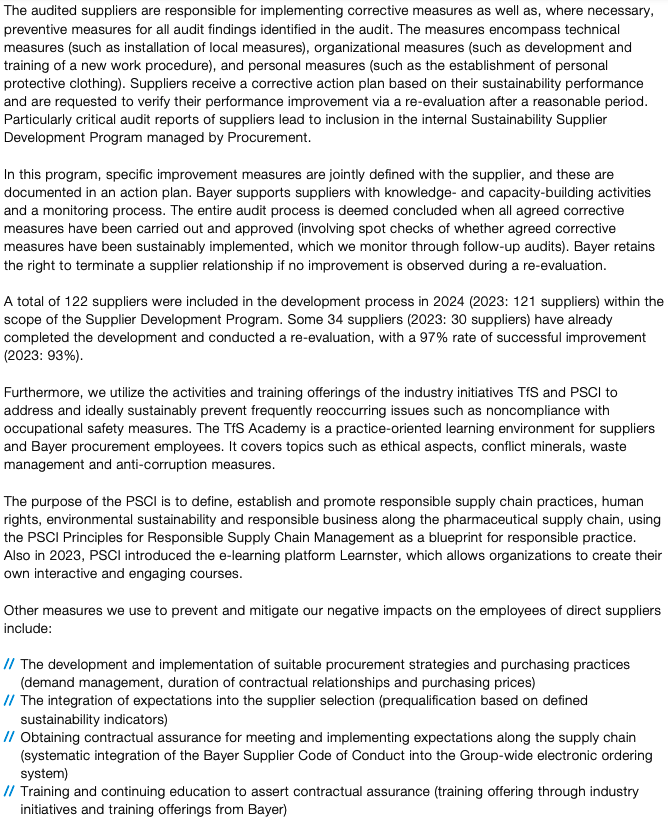 The audited suppliers are responsible for implementing corrective measures as well as, where necessary,
preventive measures for all audit findings identified in the audit. The measures encompass technical
measures (such as installation of local measures), organizational measures (such as development and
training of a new work procedure), and personal measures (such as the establishment of personal
protective clothing). Suppliers receive a corrective action plan based on their sustainability performance
and are requested to verify their performance improvement via a re-evaluation after a reasonable period.
Particularly critical audit reports of suppliers lead to inclusion in the internal Sustainability Supplier
Development Program managed by Procurement.

In this program, specific improvement measures are jointly defined with the supplier, and these are
documented in an action plan. Bayer supports suppliers with knowledge- and capacity-building activities
and a monitoring process. The entire audit process is deemed concluded when all agreed corrective
measures have been carried out and approved (involving spot checks of whether agreed corrective
measures have been sustainably implemented, which we monitor through follow-up audits). Bayer retains
the right to terminate a supplier relationship if no improvement is observed during a re-evaluation.

A total of 122 suppliers were included in the development process in 2024 (2023: 121 suppliers) within the
scope of the Supplier Development Program. Some 34 suppliers (2023: 30 suppliers) have already
completed the development and conducted a re-evaluation, with a 97% rate of successful improvement
(2023: 93%).

Furthermore, we utilize the activities and training offerings of the industry initiatives TfS and PSCI to
address and ideally sustainably prevent frequently reoccurring issues such as noncompliance with
occupational safety measures. The TfS Academy is a practice-oriented learning environment for suppliers
and Bayer procurement employees. It covers topics such as ethical aspects, conflict minerals, waste
management and anti-corruption measures.

The purpose of the PSCI is to define, establish and promote responsible supply chain practices, human
rights, environmental sustainability and responsible business along the pharmaceutical supply chain, using
the PSCI Principles for Responsible Supply Chain Management as a blueprint for responsible practice.
Also in 2023, PSCI introduced the e-learning platform Learnster, which allows organizations to create their
own interactive and engaging courses.

Other measures we use to prevent and mitigate our negative impacts on the employees of direct suppliers
include:

// The development and implementation of suitable procurement strategies and purchasing practices
(demand management, duration of contractual relationships and purchasing prices)
// The integration of expectations into the supplier selection (prequalification based on defined
sustainability indicators)
// Obtaining contractual assurance for meeting and implementing expectations along the supply chain
(systematic integration of the Bayer Supplier Code of Conduct into the Group-wide electronic ordering
system)
// Training and continuing education to assert contractual assurance (training offering through industry
initiatives and training offerings from Bayer)